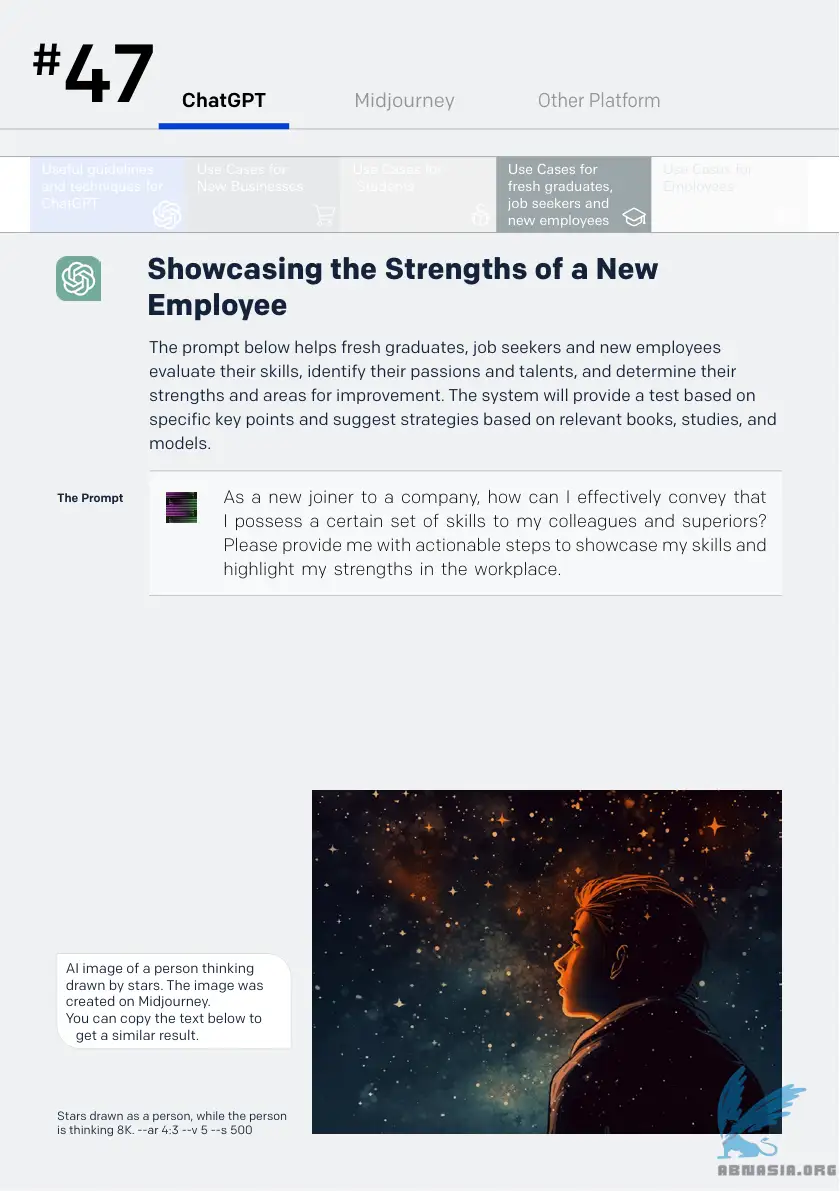 #47
ChatGPT
Midjourney
Other Platform
Useful guidelines
and techniques for
ChatGPT
Use Cases for
New Businesses
Use Cases for
Students
Use Cases for
fresh graduates,
job seekers and
new employees
Use Cases for
Employees
Showcasing the Strengths of a New
Employee
The prompt below helps fresh graduates, job seekers and new employees
evaluate their skills, identify their passions and talents, and determine their
strengths and areas for improvement. The system will provide a test based on
specific key points and suggest strategies based on relevant books, studies, and
models.
The Prompt
As a new joiner to a company, how can I effectively convey that
I possess a certain set of skills to my colleagues and superiors?
Please provide me with actionable steps to showcase my skills and
highlight my strengths in the workplace.
AI image of a person thinking
drawn by stars. The image was
created on Midjourney.
You can copy the text below to
get a similar result.
Stars drawn as a person, while the person
is thinking 8K. --ar 4:3 --v 5 --s 500
ABNASIA.ORG